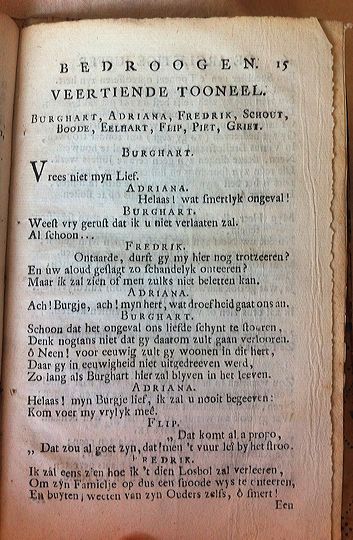 BEDROOGEN. 15
VEERTIENDE TOONEEL.
BURGHART, ADRIANA, FREDRIK, SCHOUT,
BOODE, EELHART, FLIP, PIET, GRIET.
BURGHART.
Vrees niet myn Lief.
ADRIANA.
Helaas! wat smertlyk ongeval!
BURGHART.
Weest vry gerust dat ik u niet verlaaten zal.
Al schoon...
FREDRIK.
Ontaarde, durft gy my hier nog trotzeeren?
En uw aloud geslagt zo schandelyk onteeren?
Maar ik zal zien of men zulks niet beletten kan.
ADRIANA.
Ach! Burgje, ach! myn hert, wat droefheid gaat ons an.
BURGHART.
Schoon dat het ongeval ons liefde schynt te stooren,
Denk nogtans niet dat gy daarom zult gaan verlooren.
ô Neen! voor eeuwig zult gy woonen in dit hert,
Daar gy in eeuwigheid niet uitgedreeven werd,
Zo lang als Burghart hier zal blyven in het leeven.
ADRIANA.
Helaas! myn Burgje lief, ik zal u nooit begeeven:
Kom voer my vrylyk meê.
FLIP.
„ Dat komt al a propo,
„ Dat zou al goet zyn, dat men 't vuur leî by het stroo.
FREDRIK.
Ik zal eens zien hoe ik 't dien Losbol zal verleeren,
Om zyn Familje op dus een snoode wys te onteeren,
En buyten, weeten van zyn Ouders zelfs, ô smert!
Een